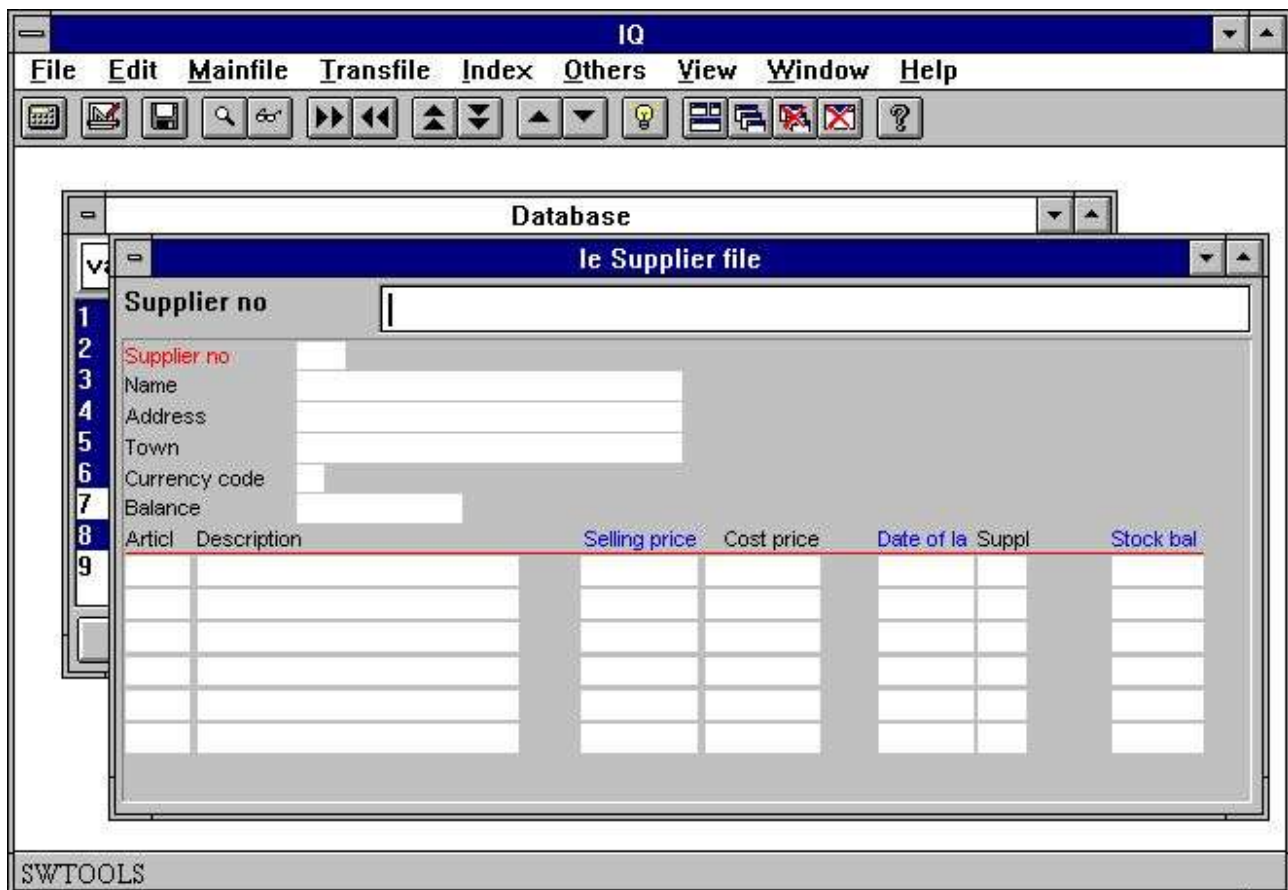 IQ
File Edit Mainfile Transfile Index Others View Window Help
Database
va
le Supplier file
Supplier no
1
2
3
4
5
6
7
8
9
Supplier no
Name
Address
Town
Currency code
Balance
Articl Description Selling price Cost price Date of la Suppl Stock bal
SWTOOLS